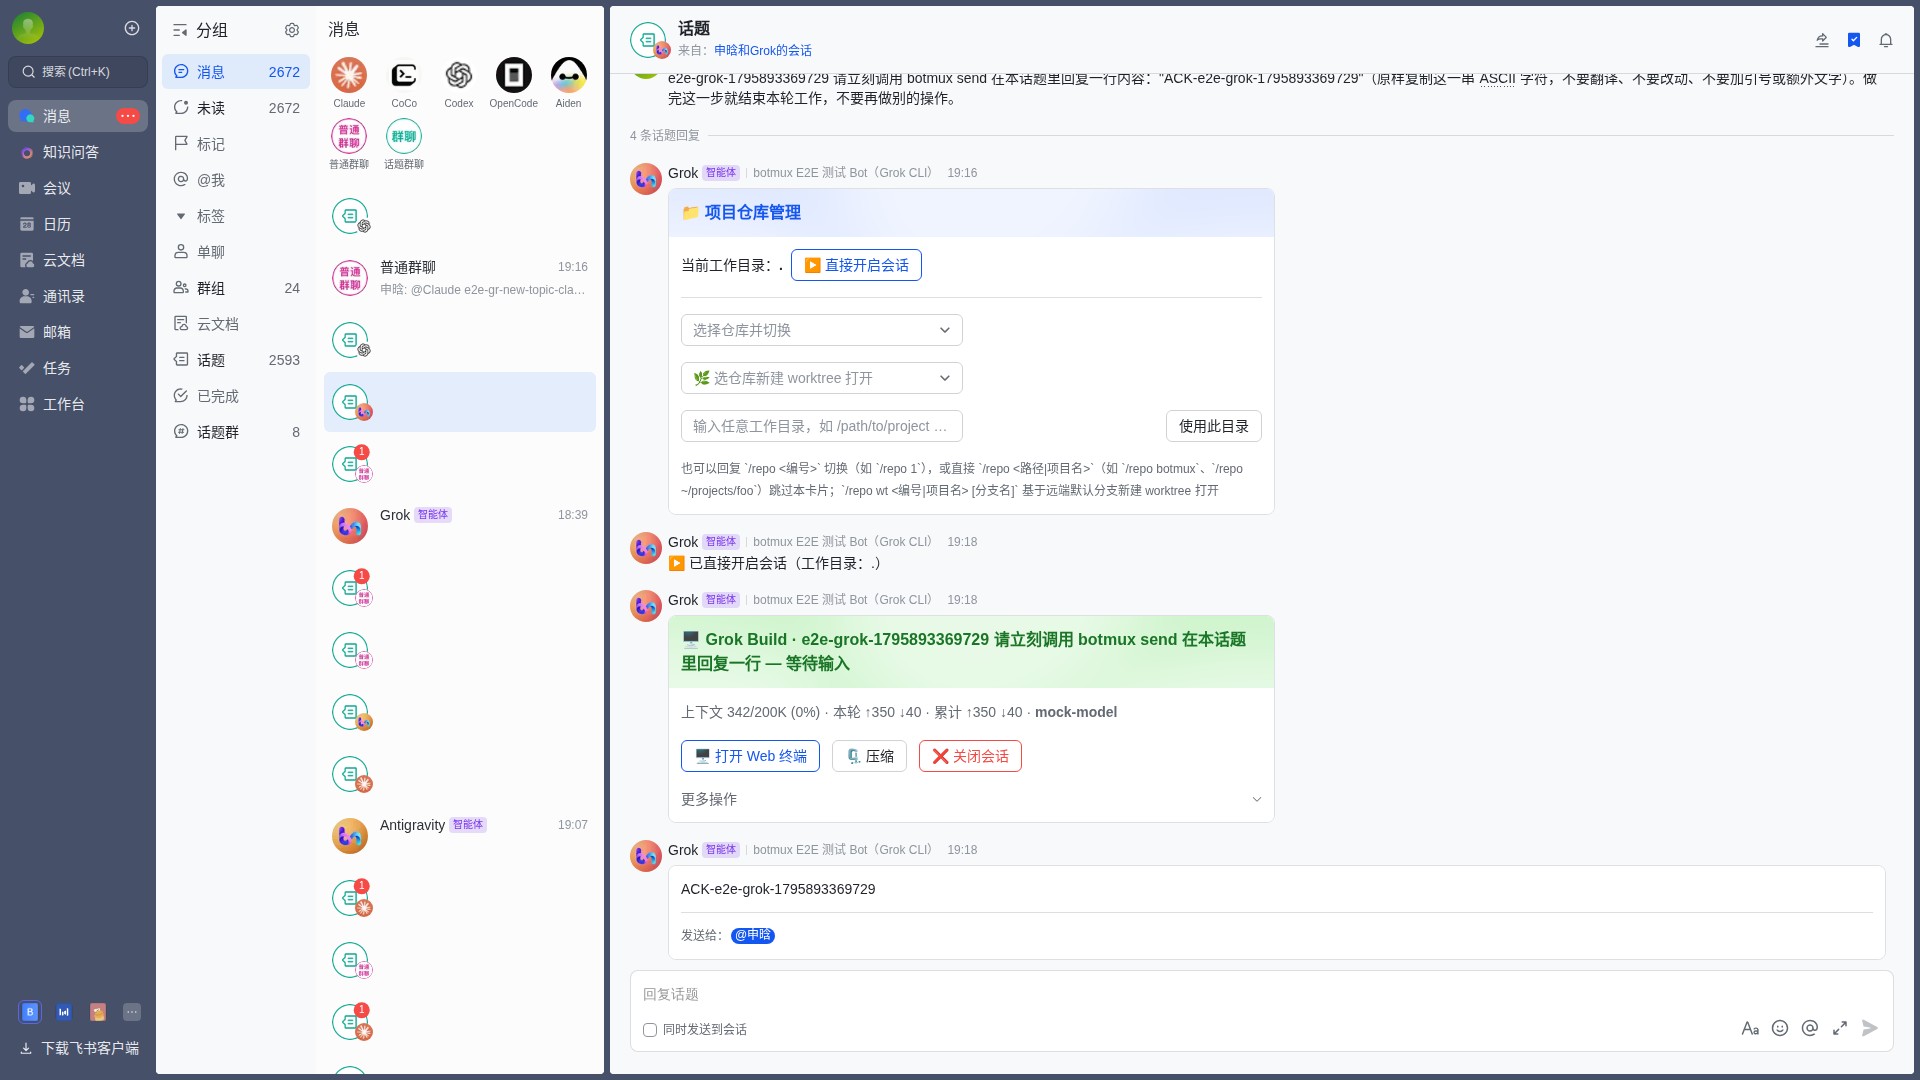 搜索 (Ctrl+K)
消息
知识问答
会议
日历
云文档
通讯录
邮箱
任务
工作台
下载飞书客户端
分组
消息 2672
未读 2672
标记
@我
标签
单聊
群组 24
云文档
话题 2593
已完成
话题群 8
消息
Claude CoCo Codex OpenCode Aiden
普通群聊 群聊
普通群聊 话题群聊
普通群聊 19:16
申晗: @Claude e2e-gr-new-topic-cla…
1
Grok 智能体 18:39
1
Antigravity 智能体 19:07
1
1
话题
来自：申晗和Grok的会话
e2e-grok-1795893369729 请立刻调用 botmux send 在本话题里回复一行内容："ACK-e2e-grok-1795893369729"（原样复制这一串 ASCII 字符，不要翻译、不要改动、不要加引号或额外文字）。做
完这一步就结束本轮工作，不要再做别的操作。
4 条话题回复
Grok 智能体 botmux E2E 测试 Bot（Grok CLI） 19:16
📁 项目仓库管理
当前工作目录：. ▶️ 直接开启会话
选择仓库并切换
🌿 选仓库新建 worktree 打开
输入任意工作目录，如 /path/to/project … 使用此目录
也可以回复 `/repo <编号>` 切换（如 `/repo 1`），或直接 `/repo <路径|项目名>`（如 `/repo botmux`、`/repo
~/projects/foo`）跳过本卡片；`/repo wt <编号|项目名> [分支名]` 基于远端默认分支新建 worktree 打开
Grok 智能体 botmux E2E 测试 Bot（Grok CLI） 19:18
▶️ 已直接开启会话（工作目录：.）
Grok 智能体 botmux E2E 测试 Bot（Grok CLI） 19:18
🖥️ Grok Build · e2e-grok-1795893369729 请立刻调用 botmux send 在本话题
里回复一行 — 等待输入
上下文 342/200K (0%) · 本轮 ↑350 ↓40 · 累计 ↑350 ↓40 · mock-model
🖥️ 打开 Web 终端 🗜️ 压缩 ❌ 关闭会话
更多操作
Grok 智能体 botmux E2E 测试 Bot（Grok CLI） 19:18
ACK-e2e-grok-1795893369729
发送给： @申晗
回复话题
同时发送到会话